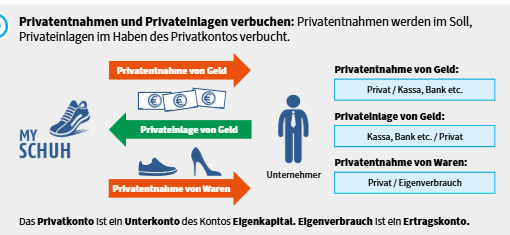 Privatentnahmen und Privateinlagen verbuchen: Privatentnahmen werden im Soll,
Privateinlagen im Haben des Privatkontos verbucht.
Privatentnahme von Geld
Privateinlage von Geld
Privatentnahme von Waren
MY
SCHUH
Unternehmer
Privatentnahme von Geld:
Privat / Kassa, Bank etc.
Privateinlage von Geld:
Kassa, Bank etc. / Privat
Privatentnahme von Waren:
Privat / Eigenverbrauch
Das Privatkonto ist ein Unterkonto des Kontos Eigenkapital. Eigenverbrauch ist ein Ertragskonto.